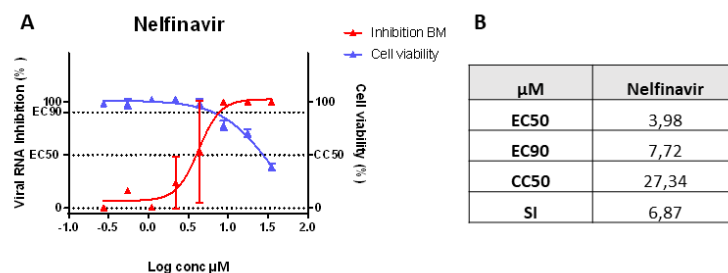 A
Nelfinavir
Inhibition BM
Cell viability
Viral RNA Inhibition (%)
100
EC90
EC50
0
100
CC50
0
Cell viability (%)
-1.0
-0.5
0.0
0.5
1.0
1.5
2.0
Log conc µM
B
µM Nelfinavir
EC50 3,98
EC90 7,72
CC50 27,34
SI 6,87